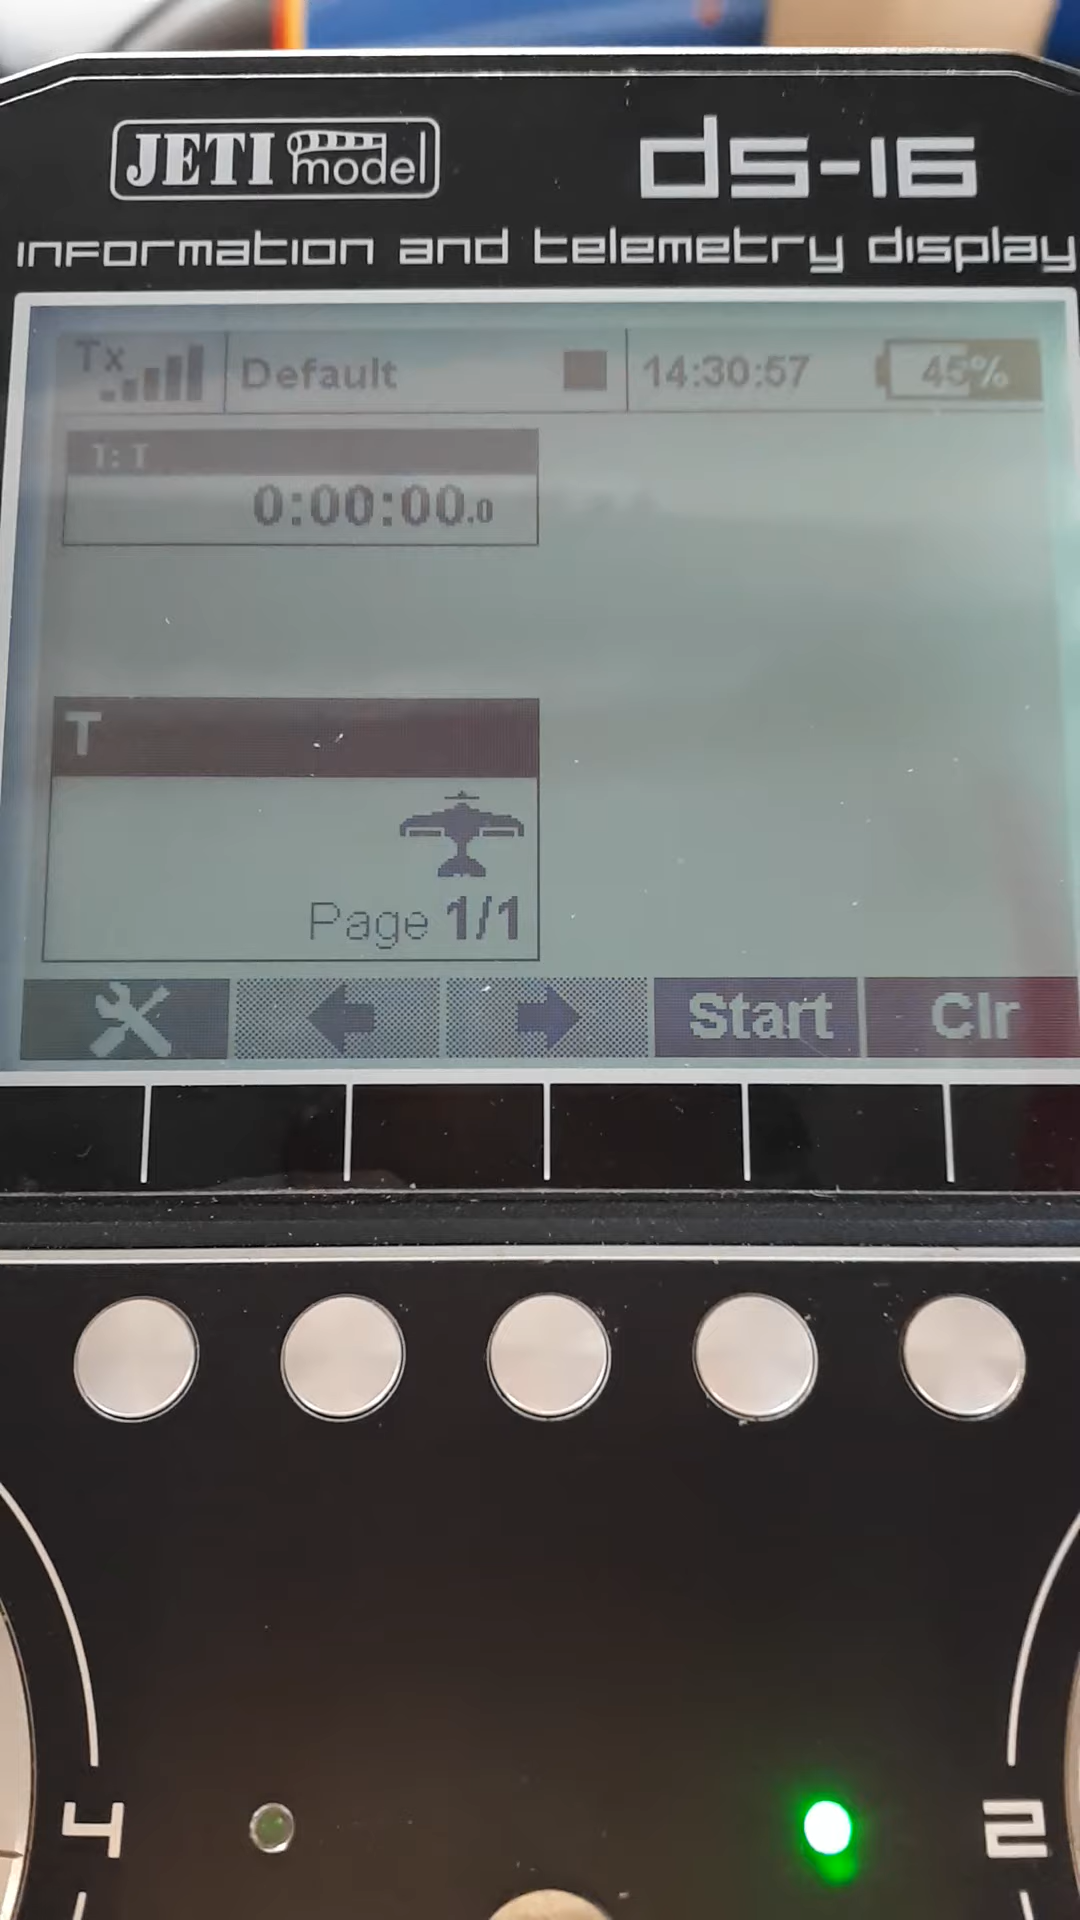 JETI model
DS-16
information and telemetry display
Tx Default 14:30:57 45%
1: T
0:00:00.0
T
Page 1/1
Start Clr
4 2